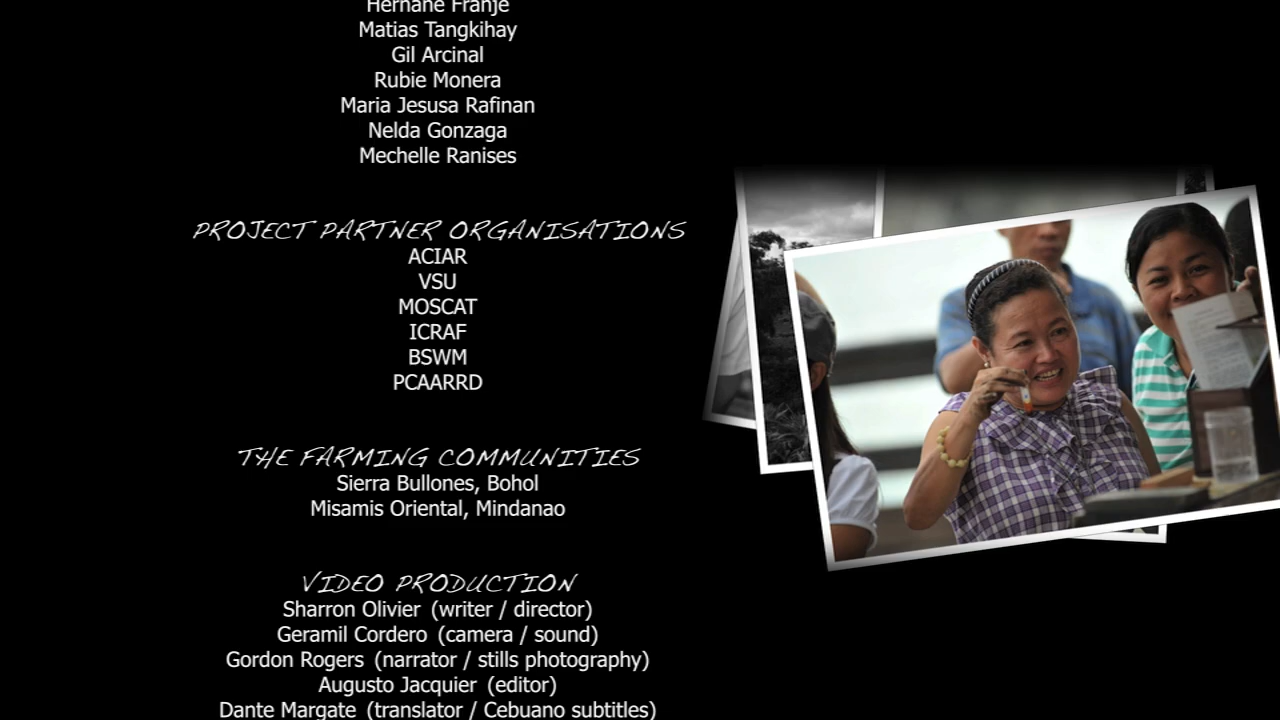 Hernane Franje
Matias Tangkihay
Gil Arcinal
Rubie Monera
Maria Jesusa Rafinan
Nelda Gonzaga
Mechelle Ranises
PROJECT PARTNER ORGANISATIONS
ACIAR
VSU
MOSCAT
ICRAF
BSWM
PCAARRD
THE FARMING COMMUNITIES
Sierra Bullones, Bohol
Misamis Oriental, Mindanao
VIDEO PRODUCTION
Sharron Olivier (writer / director)
Geramil Cordero (camera / sound)
Gordon Rogers (narrator / stills photography)
Augusto Jacquier (editor)
Dante Margate (translator / Cebuano subtitles)